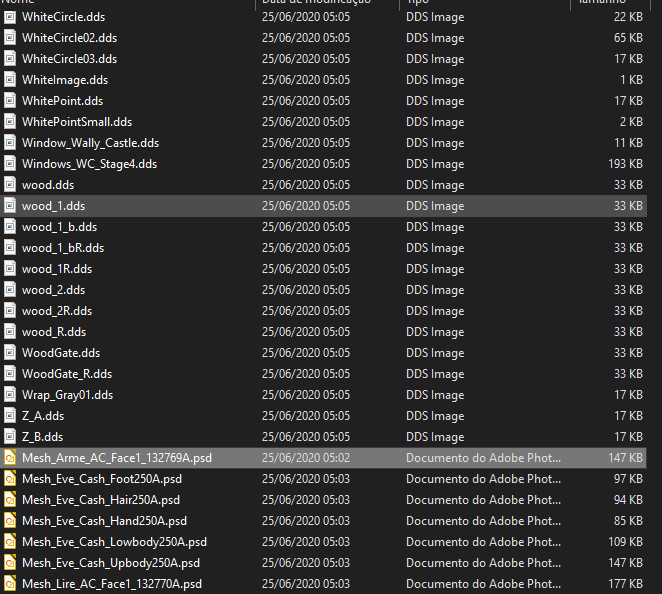 Nome Data de modificação Tipo Tamanho
WhiteCircle.dds 25/06/2020 05:05 DDS Image 22 KB
WhiteCircle02.dds 25/06/2020 05:05 DDS Image 65 KB
WhiteCircle03.dds 25/06/2020 05:05 DDS Image 17 KB
WhiteImage.dds 25/06/2020 05:05 DDS Image 1 KB
WhitePoint.dds 25/06/2020 05:05 DDS Image 17 KB
WhitePointSmall.dds 25/06/2020 05:05 DDS Image 2 KB
Window_Wally_Castle.dds 25/06/2020 05:05 DDS Image 11 KB
Windows_WC_Stage4.dds 25/06/2020 05:05 DDS Image 193 KB
wood.dds 25/06/2020 05:05 DDS Image 33 KB
wood_1.dds 25/06/2020 05:05 DDS Image 33 KB
wood_1_b.dds 25/06/2020 05:05 DDS Image 33 KB
wood_1_bR.dds 25/06/2020 05:05 DDS Image 33 KB
wood_1R.dds 25/06/2020 05:05 DDS Image 33 KB
wood_2.dds 25/06/2020 05:05 DDS Image 33 KB
wood_2R.dds 25/06/2020 05:05 DDS Image 33 KB
wood_R.dds 25/06/2020 05:05 DDS Image 33 KB
WoodGate.dds 25/06/2020 05:05 DDS Image 33 KB
WoodGate_R.dds 25/06/2020 05:05 DDS Image 33 KB
Wrap_Gray01.dds 25/06/2020 05:05 DDS Image 17 KB
Z_A.dds 25/06/2020 05:05 DDS Image 17 KB
Z_B.dds 25/06/2020 05:05 DDS Image 17 KB
Mesh_Arme_AC_Face1_132769A.psd 25/06/2020 05:02 Documento do Adobe Phot... 147 KB
Mesh_Eve_Cash_Foot250A.psd 25/06/2020 05:03 Documento do Adobe Phot... 97 KB
Mesh_Eve_Cash_Hair250A.psd 25/06/2020 05:03 Documento do Adobe Phot... 94 KB
Mesh_Eve_Cash_Hand250A.psd 25/06/2020 05:03 Documento do Adobe Phot... 85 KB
Mesh_Eve_Cash_Lowbody250A.psd 25/06/2020 05:03 Documento do Adobe Phot... 109 KB
Mesh_Eve_Cash_Upbody250A.psd 25/06/2020 05:03 Documento do Adobe Phot... 147 KB
Mesh_Lire_AC_Face1_132770A.psd 25/06/2020 05:03 Documento do Adobe Phot... 177 KB